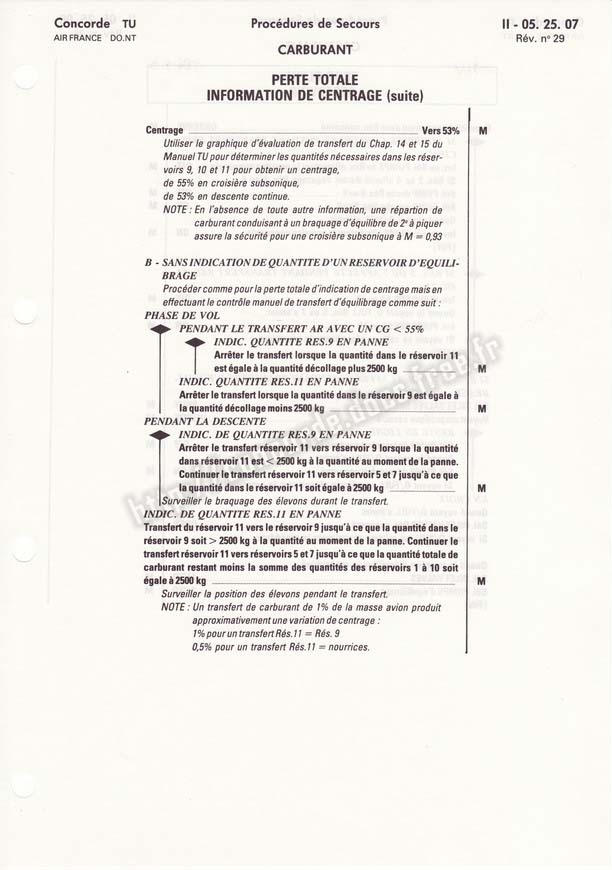 Concorde TU
AIR FRANCE DO.NT
Procédures de Secours
CARBURANT
II - 05. 25. 07
Rév. n° 29
PERTE TOTALE
INFORMATION DE CENTRAGE (suite)
Centrage Vers 53% M
Utiliser le graphique d'évaluation de transfert du Chap. 14 et 15 du
Manuel TU pour déterminer les quantités nécessaires dans les réser-
voirs 9, 10 et 11 pour obtenir un centrage,
de 55% en croisière subsonique,
de 53% en descente continue.
NOTE : En l'absence de toute autre information, une répartion de
carburant conduisant à un braquage d'équilibre de 2° à piquer
assure la sécurité pour une croisière subsonique à M = 0,93
B - SANS INDICATION DE QUANTITE D'UN RESERVOIR D'EQUILI-
BRAGE
Procéder comme pour la perte totale d'indication de centrage mais en
effectuant le contrôle manuel de transfert d'équilibrage comme suit :
PHASE DE VOL
PENDANT LE TRANSFERT AR AVEC UN CG < 55%
INDIC. QUANTITE RES.9 EN PANNE
Arrêter le transfert lorsque la quantité dans le réservoir 11
est égale à la quantité décollage plus 2500 kg M
INDIC. QUANTITE RES.11 EN PANNE
Arréter le transfert lorsque la quantité dans le réservoir 9 est égale à
la quantité décollage moins 2500 kg M
PENDANT LA DESCENTE
INDIC. DE QUANTITE RES.9 EN PANNE
Arrêter le transfert réservoir 11 vers réservoir 9 lorsque la quantité
dans réservoir 11 est < 2500 kg à la quantité au moment de la panne.
Continuer le transfert réservoir 11 vers réservoir 5 et 7 jusqu'à ce que
la quantité dans le réservoir 11 soit égale à 2500 kg M
Surveiller le braquage des élevons durant le transfert.
INDIC. DE QUANTITE RES.11 EN PANNE
Transfert du réservoir 11 vers le réservoir 9 jusqu'à ce que la quantité dans le
réservoir 9 soit > 2500 kg à la quantité au moment de la panne. Continuer le
transfert réservoir 11 vers réservoirs 5 et 7 jusqu'à ce que la quantité totale de
carburant restant moins la somme des quantités des réservoirs 1 à 10 soit
égale à 2500 kg M
Surveiller la position des élevons pendant le transfert.
NOTE : Un transfert de carburant de 1% de la masse avion produit
approximativement une variation de centrage :
1% pour un transfert Rés.11 = Rés. 9
0,5% pour un transfert Rés.11 = nourrices.